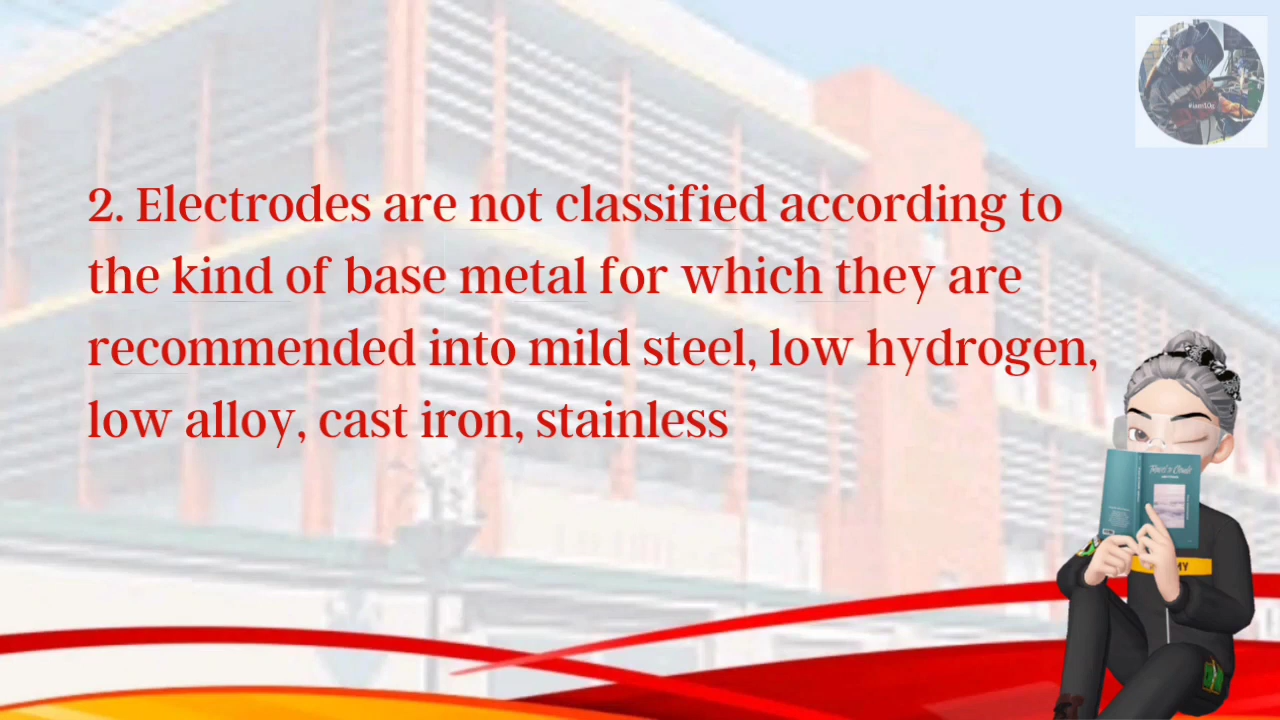 #iam10g
2. Electrodes are not classified according to
the kind of base metal for which they are
recommended into mild steel, low hydrogen,
low alloy, cast iron, stainless